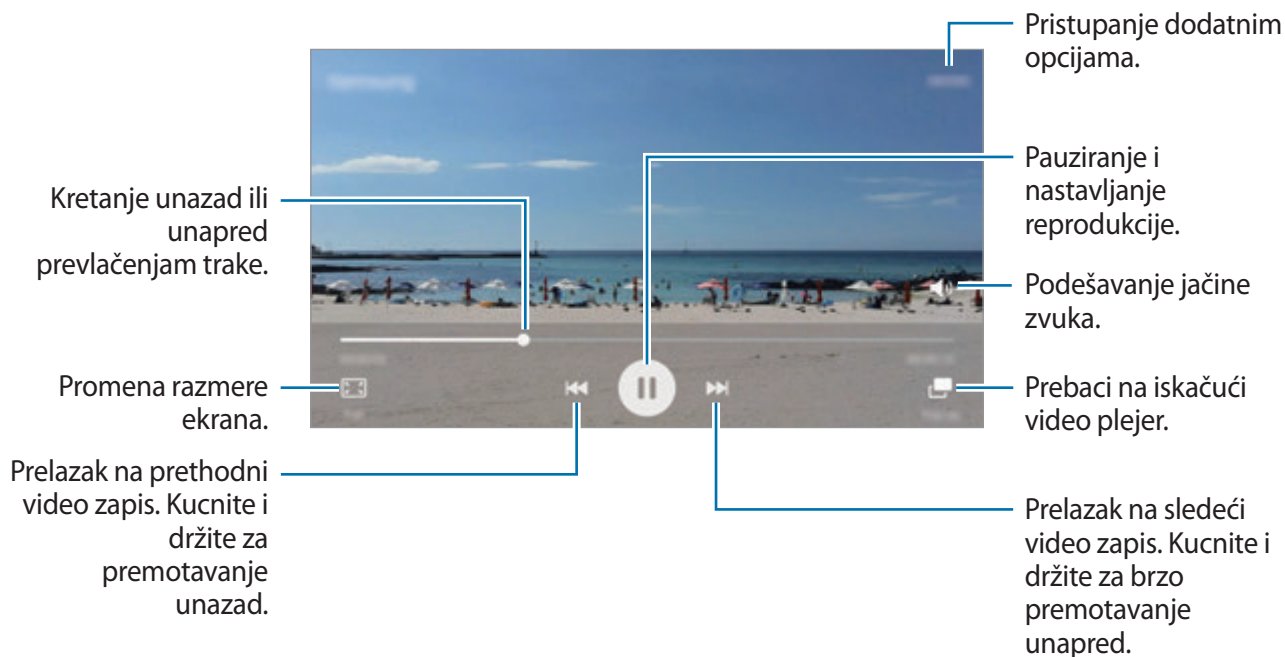 Pristupanje dodatnim
opcijama.
Pauziranje i
nastavljanje
reprodukcije.
Kretanje unazad ili
unapred
prevlačenjam trake.
Podešavanje jačine
zvuka.
Promena razmere
ekrana.
Prebaci na iskačući
video plejer.
Prelazak na prethodni
video zapis. Kucnite i
držite za
premotavanje
unazad.
Prelazak na sledeći
video zapis. Kucnite i
držite za brzo
premotavanje
unapred.